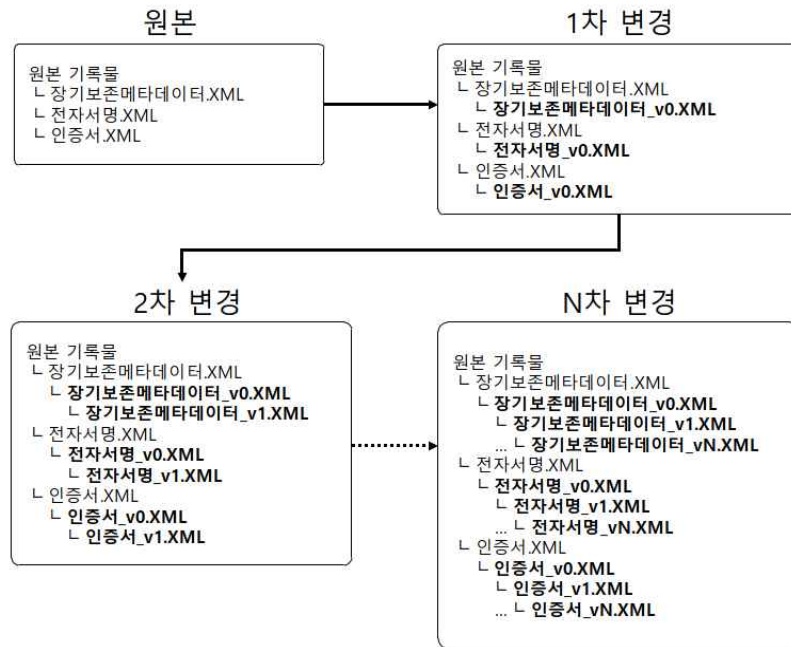 원본
원본 기록물
ㄴ 장기보존메타데이터.XML
ㄴ 전자서명.XML
ㄴ 인증서.XML
1차 변경
원본 기록물
ㄴ 장기보존메타데이터.XML
ㄴ 장기보존메타데이터_v0.XML
ㄴ 전자서명.XML
ㄴ 전자서명_v0.XML
ㄴ 인증서.XML
ㄴ 인증서_v0.XML
2차 변경
원본 기록물
ㄴ 장기보존메타데이터.XML
ㄴ 장기보존메타데이터_v0.XML
ㄴ 장기보존메타데이터_v1.XML
ㄴ 전자서명.XML
ㄴ 전자서명_v0.XML
ㄴ 전자서명_v1.XML
ㄴ 인증서.XML
ㄴ 인증서_v0.XML
ㄴ 인증서_v1.XML
N차 변경
원본 기록물
ㄴ 장기보존메타데이터.XML
ㄴ 장기보존메타데이터_v0.XML
ㄴ 장기보존메타데이터_v1.XML
... ㄴ 장기보존메타데이터_vN.XML
ㄴ 전자서명.XML
ㄴ 전자서명_v0.XML
ㄴ 전자서명_v1.XML
... ㄴ 전자서명_vN.XML
ㄴ 인증서.XML
ㄴ 인증서_v0.XML
ㄴ 인증서_v1.XML
... ㄴ 인증서_vN.XML